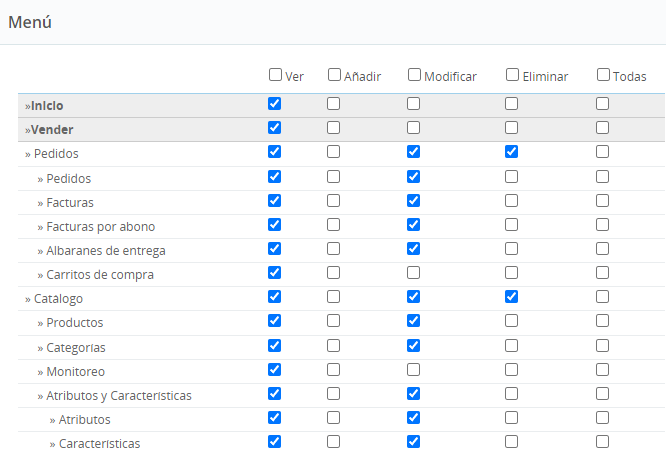 Menú
Ver Añadir Modificar Eliminar Todas
»Inicio
»Vender
» Pedidos
» Pedidos
» Facturas
» Facturas por abono
» Albaranes de entrega
» Carritos de compra
» Catálogo
» Productos
» Categorías
» Monitoreo
» Atributos y Características
» Atributos
» Características